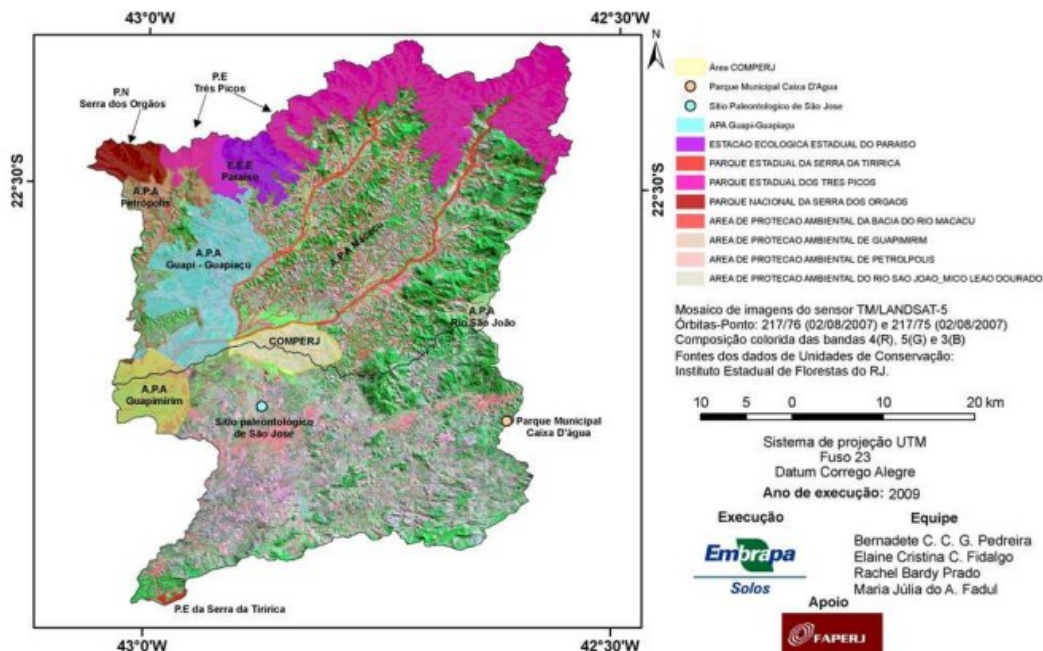 43°0'W
42°30'W
N
P.E
Três Picos
P.N
Serra dos Orgãos
E.E.E
Paraiso
A.P.A
Petrópolis
22°30'S
22°30'S
A.P.A
Guapi - Guapiaçu
A.P.A Macacu
A.P.A
Rio São João
COMPERJ
A.P.A
Guapimirim
Sítio paleontológico
de São José
Parque Municipal
Caixa D'água
P.E da Serra da Tiririca
43°0'W
42°30'W
Área COMPERJ
Parque Municipal Caixa D'Agua
Sitio Paleontologico de São Jose
APA Guapi-Guapiaçu
ESTACAO ECOLOGICA ESTADUAL DO PARAISO
PARQUE ESTADUAL DA SERRA DA TIRIRICA
PARQUE ESTADUAL DOS TRES PICOS
PARQUE NACIONAL DA SERRA DOS ORGAOS
AREA DE PROTECAO AMBIENTAL DA BACIA DO RIO MACACU
AREA DE PROTECAO AMBIENTAL DE GUAPIMIRIM
AREA DE PROTECAO AMBIENTAL DE PETROLPOLIS
AREA DE PROTECAO AMBIENTAL DO RIO SAO JOAO_MICO LEAO DOURADO
Mosaico de imagens do sensor TM/LANDSAT-5
Órbitas-Ponto: 217/76 (02/08/2007) e 217/75 (02/08/2007)
Composição colorida das bandas 4(R), 5(G) e 3(B)
Fontes dos dados de Unidades de Conservação:
Instituto Estadual de Florestas do RJ.
10 5 0 10 20 km
Sistema de projeção UTM
Fuso 23
Datum Corrego Alegre
Ano de execução: 2009
Execução
Embrapa
Solos
Equipe
Bernadete C. C. G. Pedreira
Elaine Cristina C. Fidalgo
Rachel Bardy Prado
Maria Júlia do A. Fadul
Apoio
FAPERJ